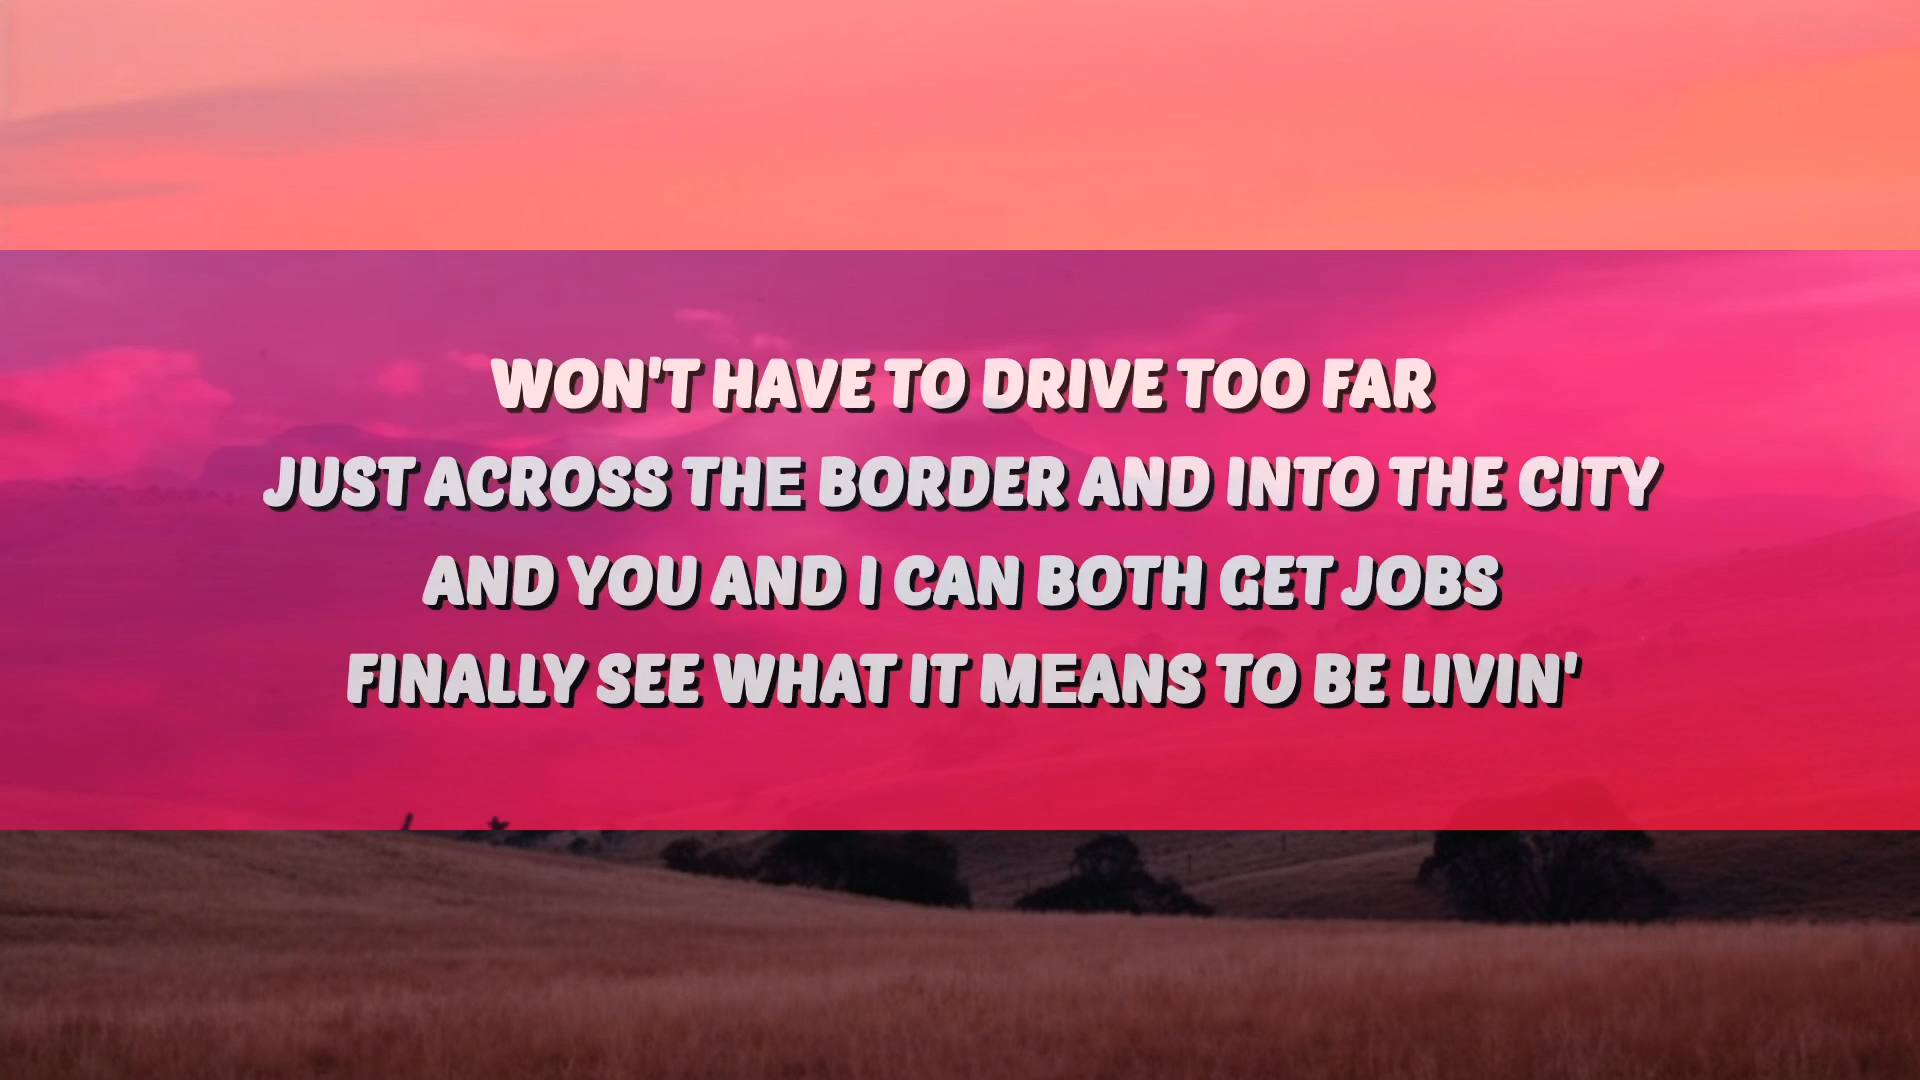 WON'T HAVE TO DRIVE TOO FAR
JUST ACROSS THE BORDER AND INTO THE CITY
AND YOU AND I CAN BOTH GET JOBS
FINALLY SEE WHAT IT MEANS TO BE LIVIN'